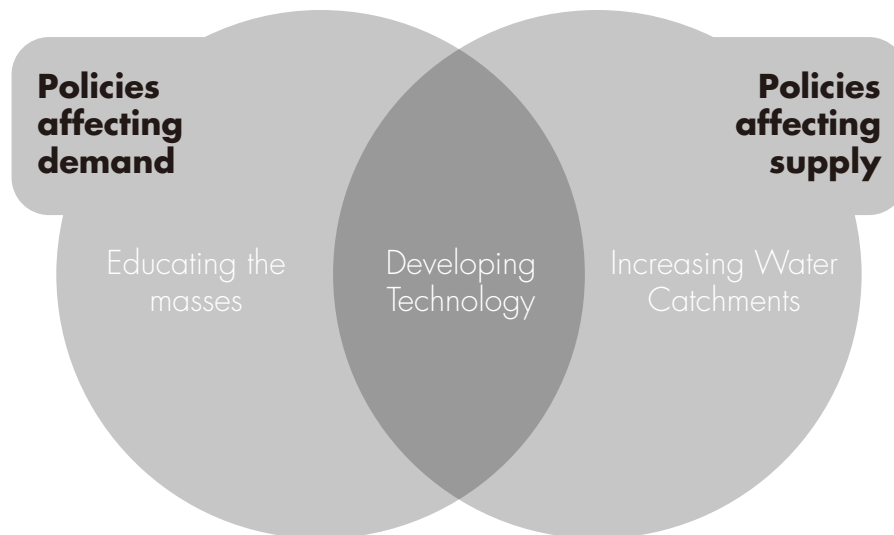 Policies
affecting
demand
Policies
affecting
supply
Educating the
masses
Developing
Technology
Increasing Water
Catchments